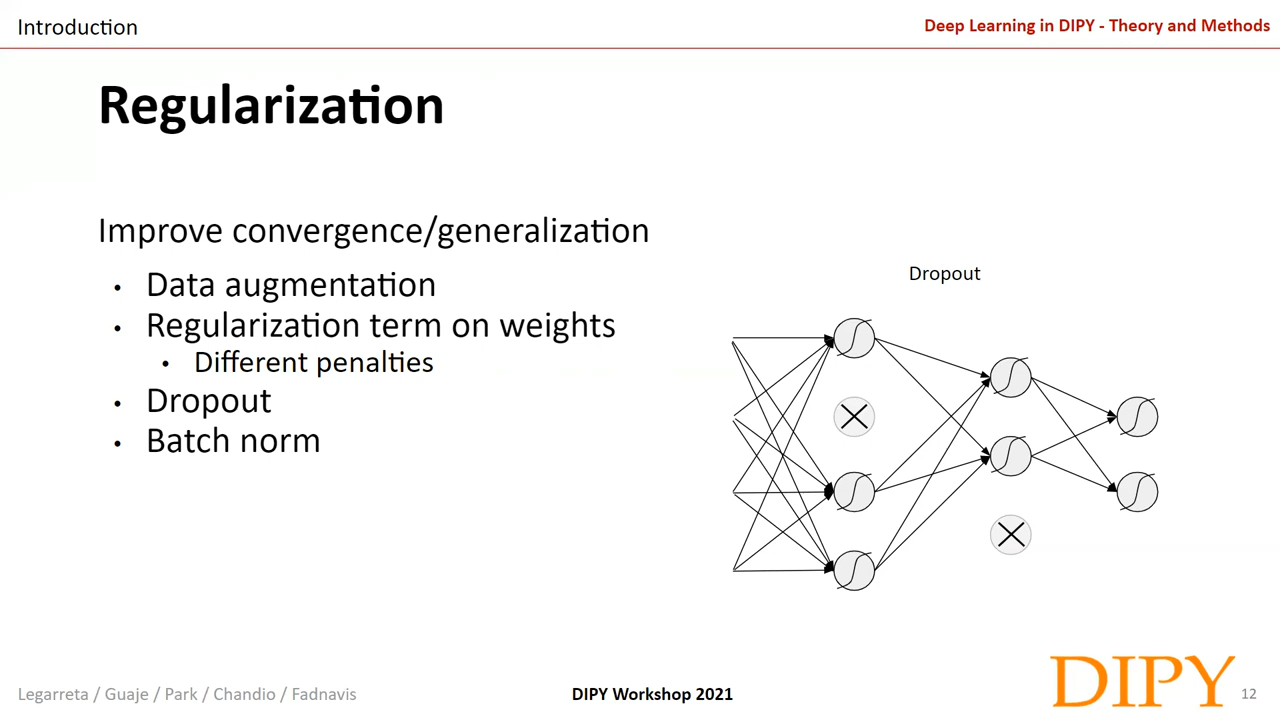 Introduction
Deep Learning in DIPY - Theory and Methods
Regularization
Improve convergence/generalization
• Data augmentation
• Regularization term on weights
• Different penalties
• Dropout
• Batch norm
Dropout
Legarreta / Guaje / Park / Chandio / Fadnavis
DIPY Workshop 2021
DIPY
12